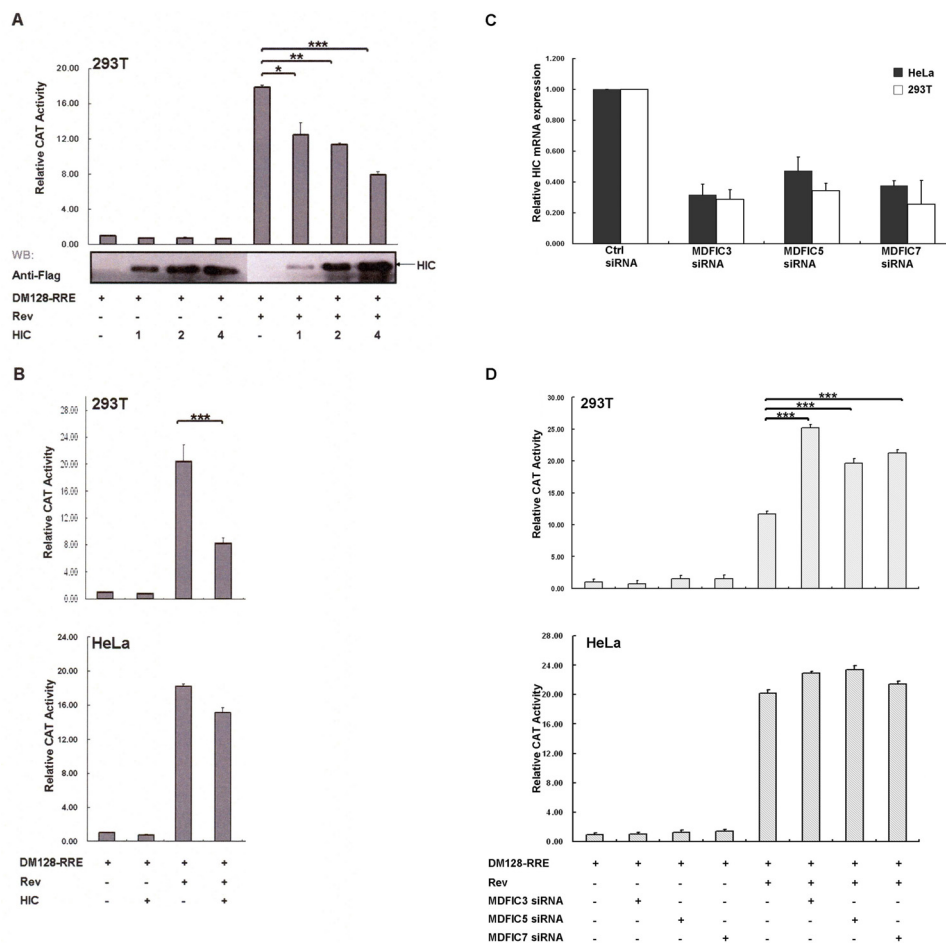 A
293T
Relative CAT Activity
20.00
16.00
12.00
8.00
4.00
0.00
*
**
***
WB:
Anti-Flag
HIC
DM128-RRE + + + + + + + +
Rev - - - - + + + +
HIC - 1 2 4 - 1 2 4
B
293T
Relative CAT Activity
28.00
24.00
20.00
16.00
12.00
8.00
4.00
0.00
***
HeLa
Relative CAT Activity
24.00
20.00
16.00
12.00
8.00
4.00
0.00
DM128-RRE + + + +
Rev - - + +
HIC - + - +
C
Relative HIC mRNA expression
1.200
1.000
0.800
0.600
0.400
0.200
0.000
HeLa
293T
Ctrl siRNA
MDFIC3 siRNA
MDFIC5 siRNA
MDFIC7 siRNA
D
293T
Relative CAT Activity
30.00
25.00
20.00
15.00
10.00
5.00
0.00
***
***
***
HeLa
Relative CAT Activity
28.00
24.00
20.00
16.00
12.00
8.00
4.00
0.00
DM128-RRE + + + + + + + +
Rev - - - - + + + +
MDFIC3 siRNA - + - - - + - -
MDFIC5 siRNA - - + - - - + -
MDFIC7 siRNA - - - + - - - +